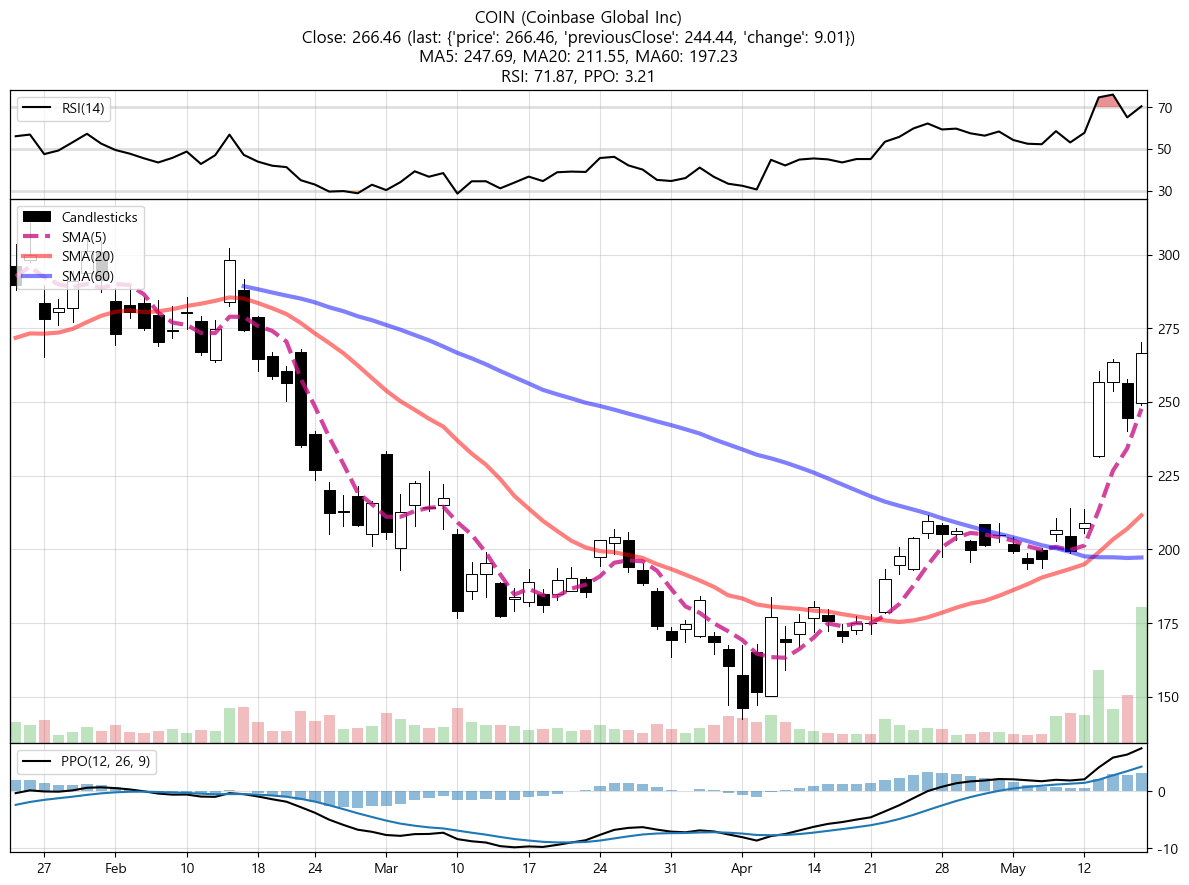 COIN (Coinbase Global Inc)
Close: 266.46 (last: {'price': 266.46, 'previousClose': 244.44, 'change': 9.01})
MA5: 247.69, MA20: 211.55, MA60: 197.23
RSI: 71.87, PPO: 3.21
RSI(14)
70
50
30
Candlesticks
SMA(5)
SMA(20)
SMA(60)
300
275
250
225
200
175
150
PPO(12, 26, 9)
0
-10
27 Feb 10 18 24 Mar 10 17 24 31 Apr 14 21 28 May 12